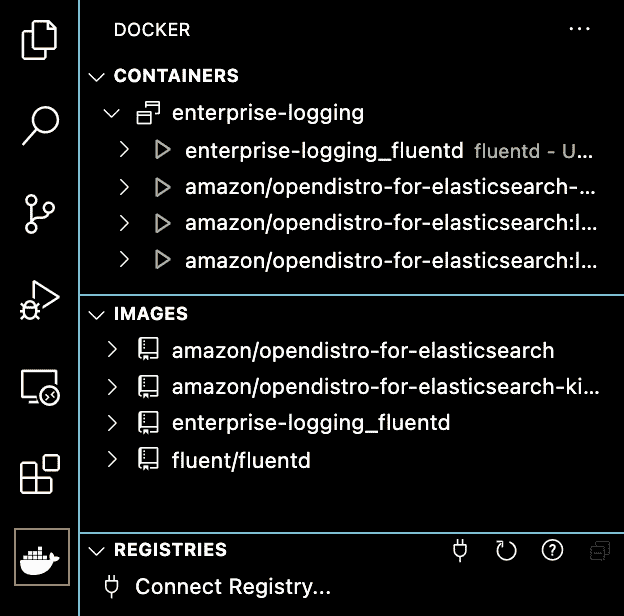 DOCKER
CONTAINERS
enterprise-logging
enterprise-logging_fluentd fluentd - U...
amazon/opendistro-for-elasticsearch-...
amazon/opendistro-for-elasticsearch:l...
amazon/opendistro-for-elasticsearch:l...
IMAGES
amazon/opendistro-for-elasticsearch
amazon/opendistro-for-elasticsearch-ki...
enterprise-logging_fluentd
fluent/fluentd
REGISTRIES
Connect Registry...